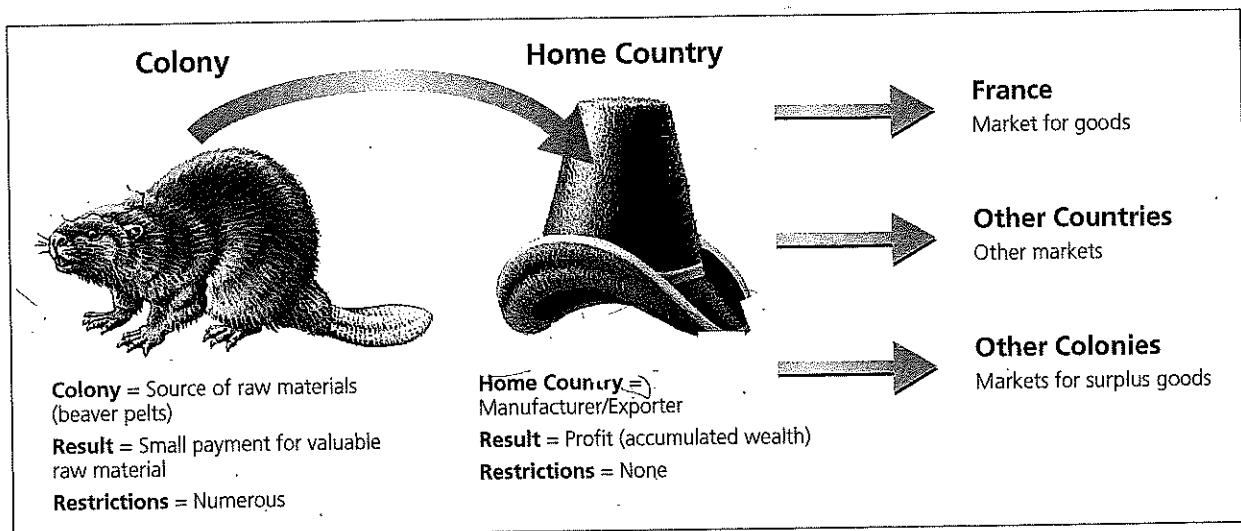 Colony
Home Country
France
Market for goods
Other Countries
Other markets
Other Colonies
Markets for surplus goods
Colony = Source of raw materials
(beaver pelts)
Result = Small payment for valuable
raw material
Restrictions = Numerous
Home Country =
Manufacturer/Exporter
Result = Profit (accumulated wealth)
Restrictions = None